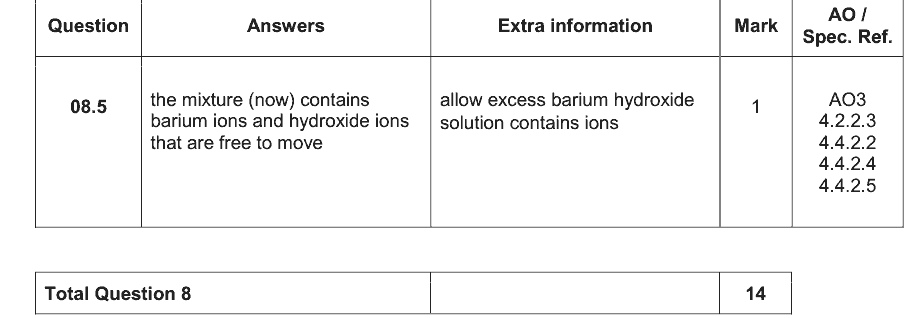 Question Answers Extra information Mark AO / Spec. Ref.
08.5 the mixture (now) contains allow excess barium hydroxide 1 AO3
barium ions and hydroxide ions solution contains ions 4.2.2.3
that are free to move 4.4.2.2
4.4.2.4
4.4.2.5
Total Question 8 14